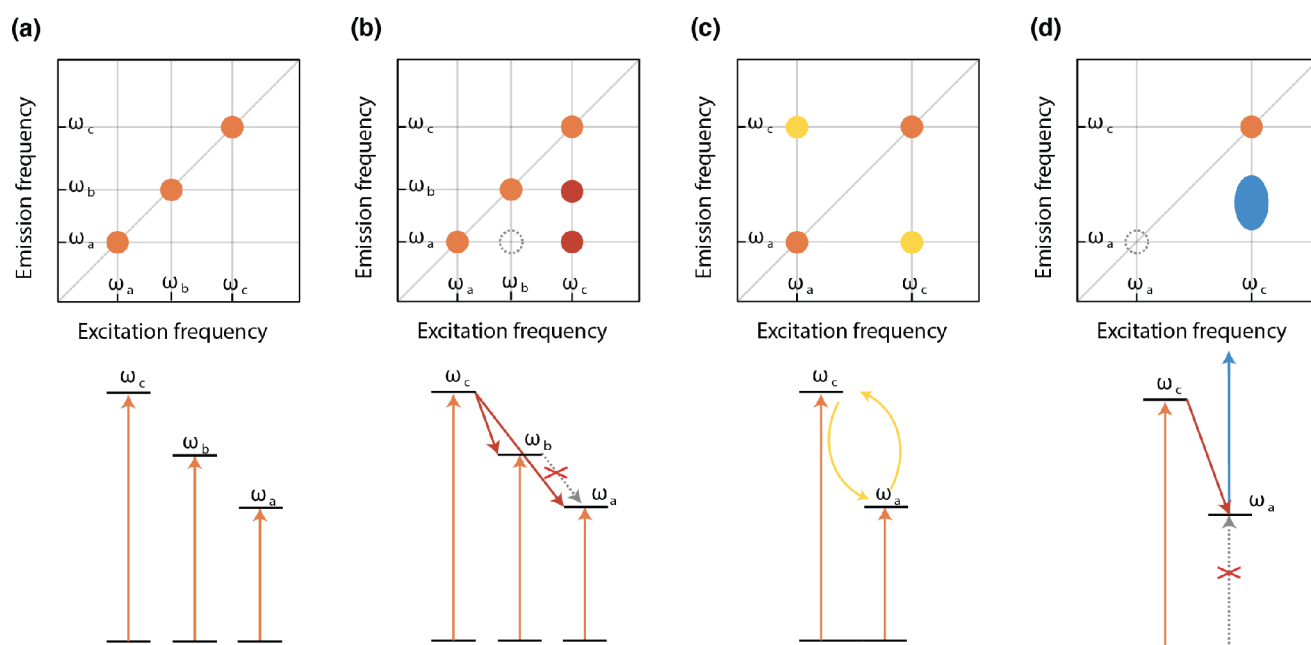 (a)
Emission frequency
ω c
ω b
ω a
ω a
ω b
ω c
Excitation frequency
ω c
ω b
ω a
(b)
Emission frequency
ω c
ω b
ω a
ω a
ω b
ω c
Excitation frequency
ω c
ω b
ω a
(c)
Emission frequency
ω c
ω a
ω a
ω c
Excitation frequency
ω c
ω a
(d)
Emission frequency
ω c
ω a
ω a
ω c
Excitation frequency
ω c
ω a